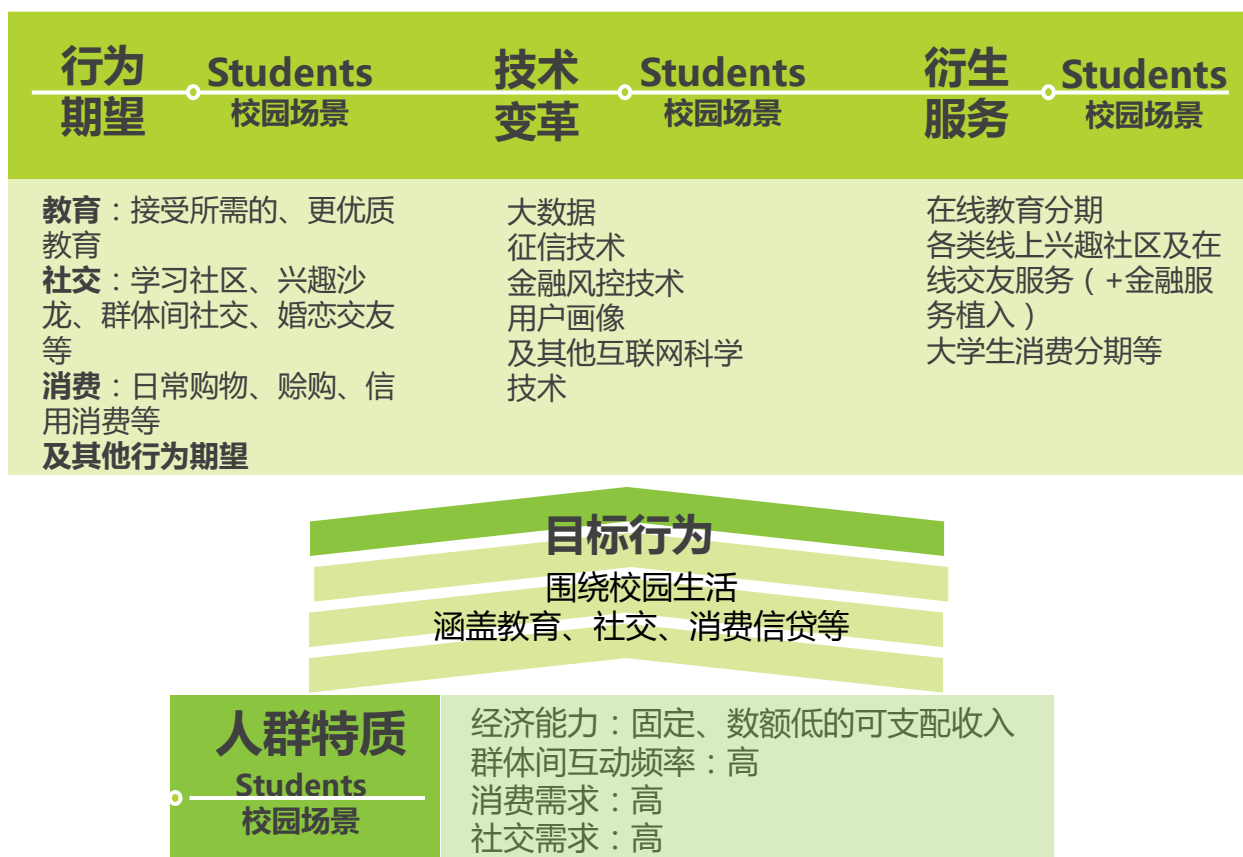 行为
期望
Students
校园场景
技术
变革
Students
校园场景
衍生
服务
Students
校园场景
教育：接受所需的、更优质
教育
社交：学习社区、兴趣沙
龙、群体间社交、婚恋交友
等
消费：日常购物、赊购、信
用消费等
及其他行为期望
大数据
征信技术
金融风控技术
用户画像
及其他互联网科学
技术
在线教育分期
各类线上兴趣社区及在
线交友服务（+金融服
务植入）
大学生消费分期等
目标行为
围绕校园生活
涵盖教育、社交、消费信贷等
人群特质
Students
校园场景
经济能力：固定、数额低的可支配收入
群体间互动频率：高
消费需求：高
社交需求：高